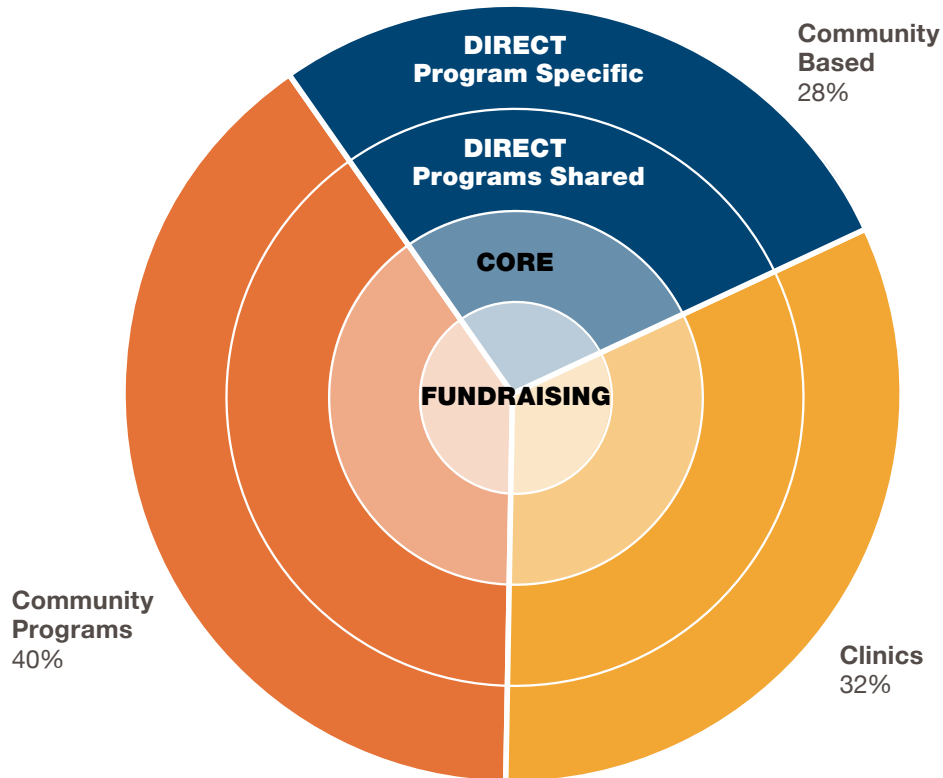 DIRECT
Program Specific
Community
Based
28%
DIRECT
Programs Shared
CORE
FUNDRAISING
Community
Programs
40%
Clinics
32%